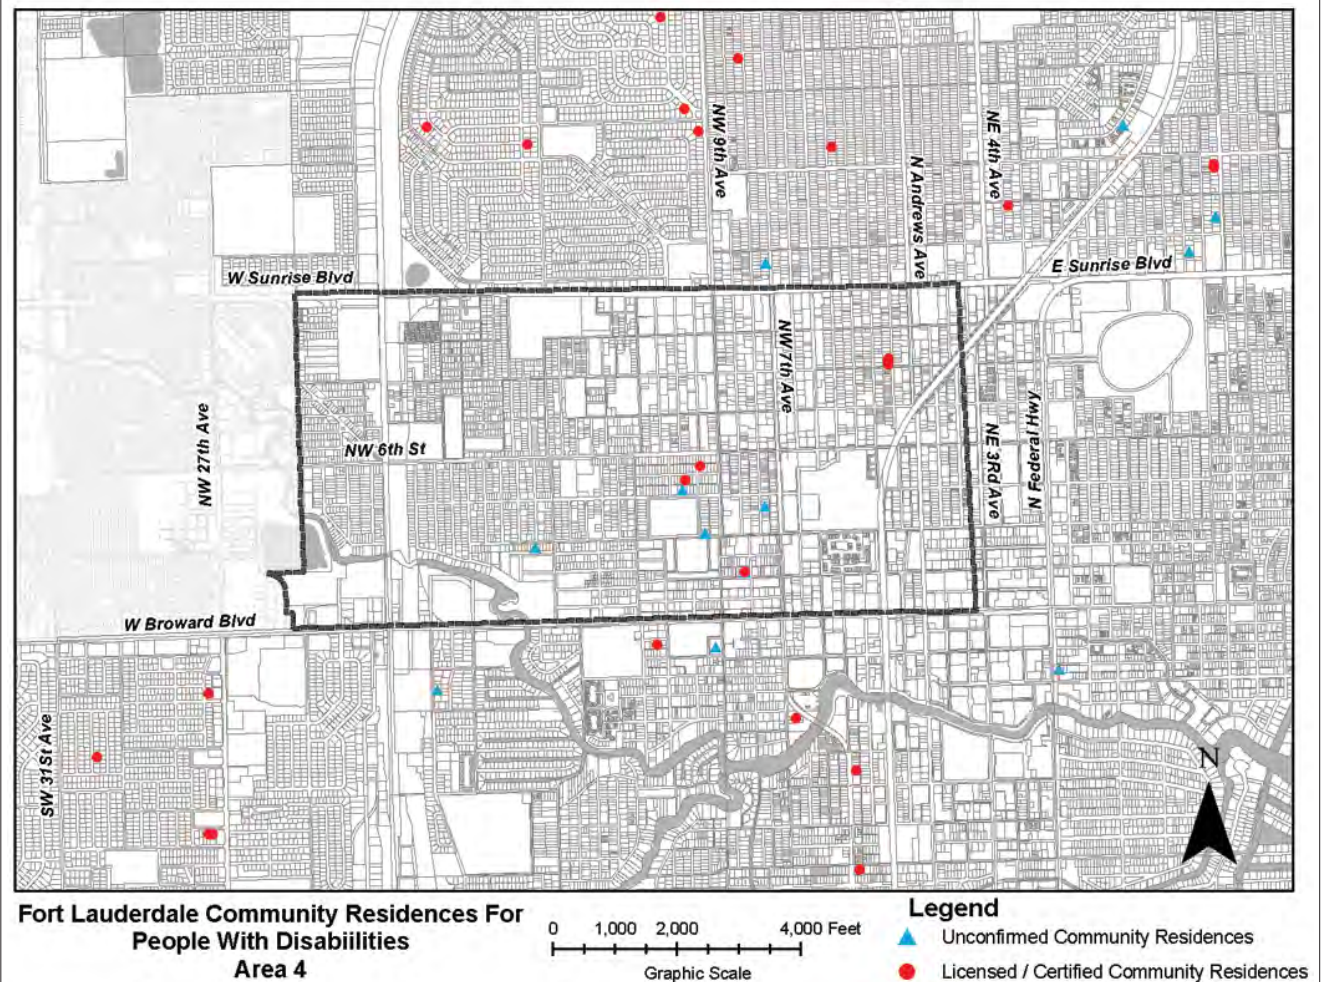 NW 9th Ave
NE 4th Ave
N Andrews Ave
W Sunrise Blvd
E Sunrise Blvd
NW 7th Ave
NW 27th Ave
NW 6th St
NE 3Rd Ave
N Federal Hwy
W Broward Blvd
SW 31St Ave
N
Fort Lauderdale Community Residences For
People With Disabiilities
Area 4
0 1,000 2,000 4,000 Feet
Graphic Scale
Legend
Unconfirmed Community Residences
Licensed / Certified Community Residences